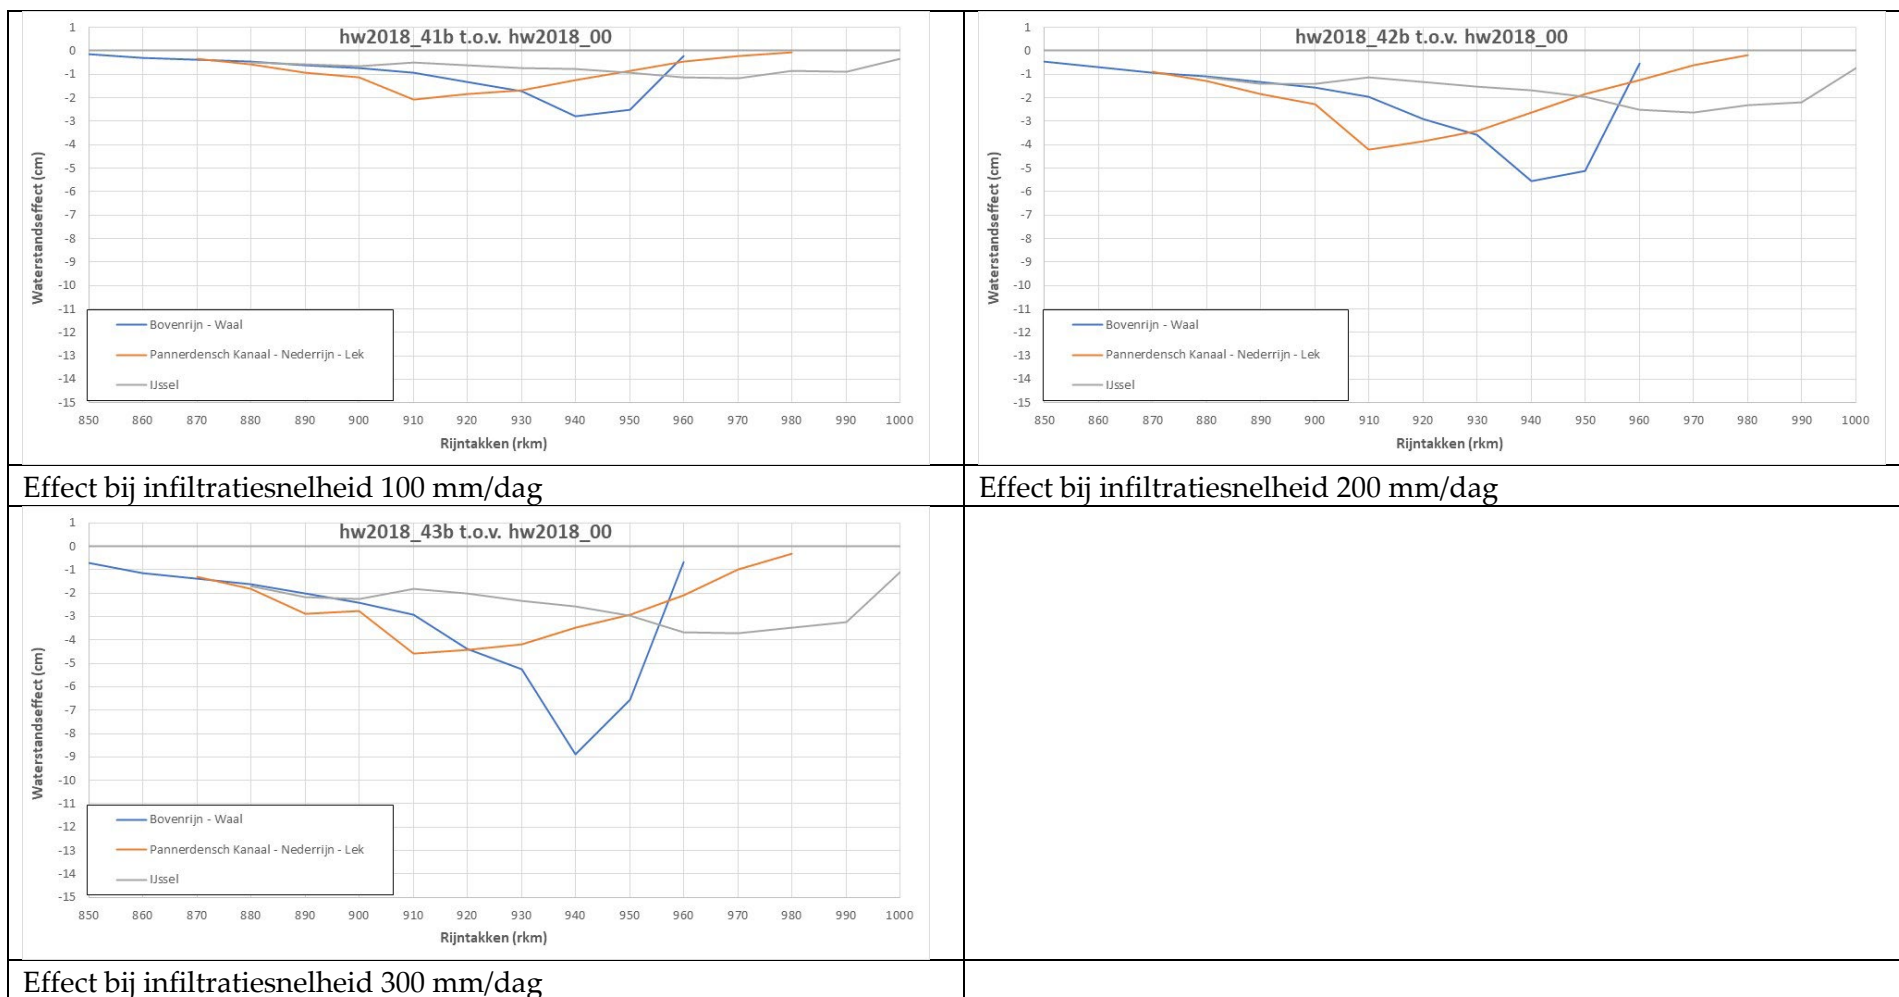 hw2018_41b t.o.v. hw2018_00
1
0
-1
-2
-3
-4
-5
-6
-7
-8
-9
-10
-11
-12
-13
-14
-15
Waterstandseffect (cm)
Bovenrijn - Waal
Pannerdensch Kanaal - Nederrijn - Lek
IJssel
850 860 870 880 890 900 910 920 930 940 950 960 970 980 990 1000
Rijntakken (rkm)
Effect bij infiltratiesnelheid 100 mm/dag
hw2018_42b t.o.v. hw2018_00
1
0
-1
-2
-3
-4
-5
-6
-7
-8
-9
-10
-11
-12
-13
-14
-15
Waterstandseffect (cm)
Bovenrijn - Waal
Pannerdensch Kanaal - Nederrijn - Lek
IJssel
850 860 870 880 890 900 910 920 930 940 950 960 970 980 990 1000
Rijntakken (rkm)
Effect bij infiltratiesnelheid 200 mm/dag
hw2018_43b t.o.v. hw2018_00
1
0
-1
-2
-3
-4
-5
-6
-7
-8
-9
-10
-11
-12
-13
-14
-15
Waterstandseffect (cm)
Bovenrijn - Waal
Pannerdensch Kanaal - Nederrijn - Lek
IJssel
850 860 870 880 890 900 910 920 930 940 950 960 970 980 990 1000
Rijntakken (rkm)
Effect bij infiltratiesnelheid 300 mm/dag